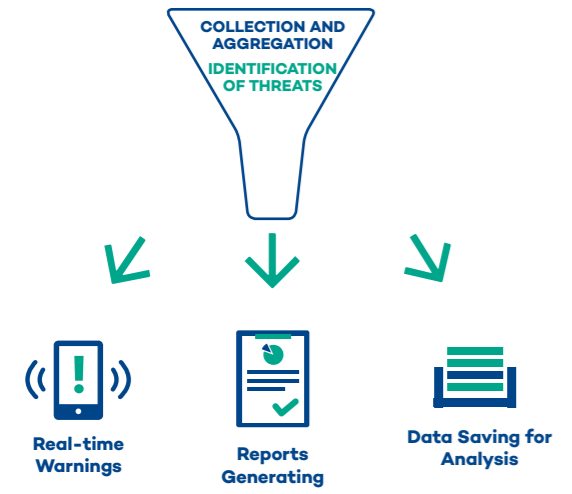 COLLECTION AND
AGGREGATION
IDENTIFICATION
OF THREATS
Real-time
Warnings
Reports
Generating
Data Saving for
Analysis